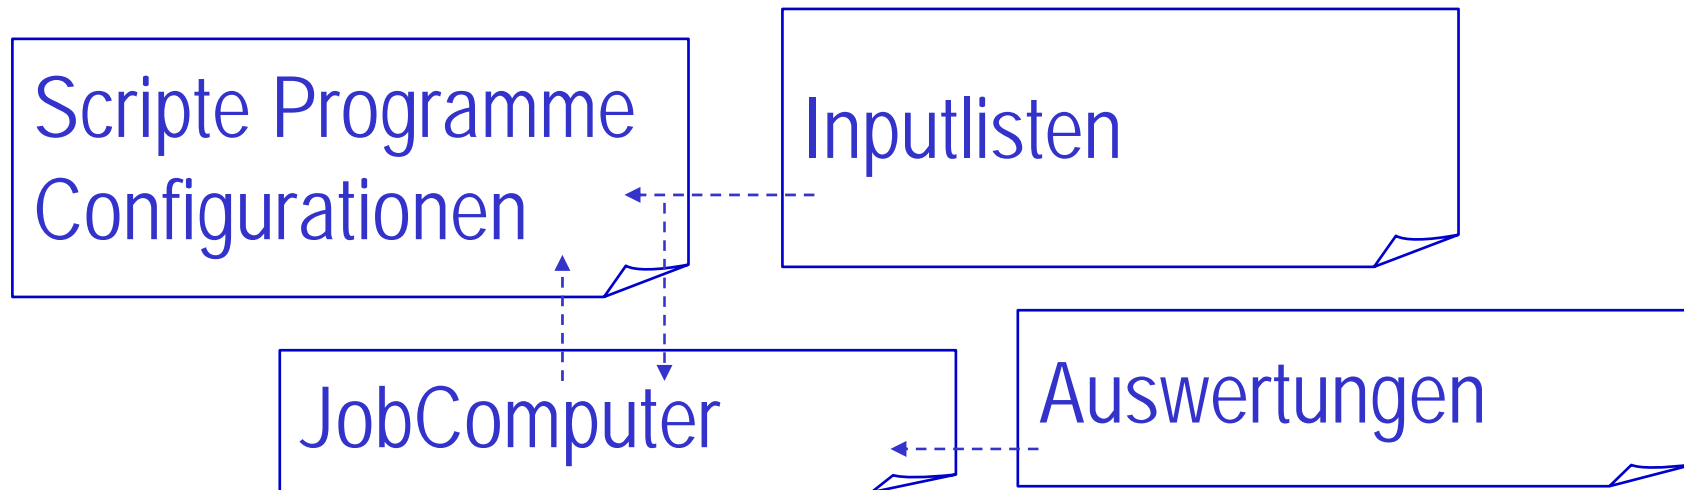 Scripte Programme
Configurationen
Inputlisten
JobComputer
Auswertungen